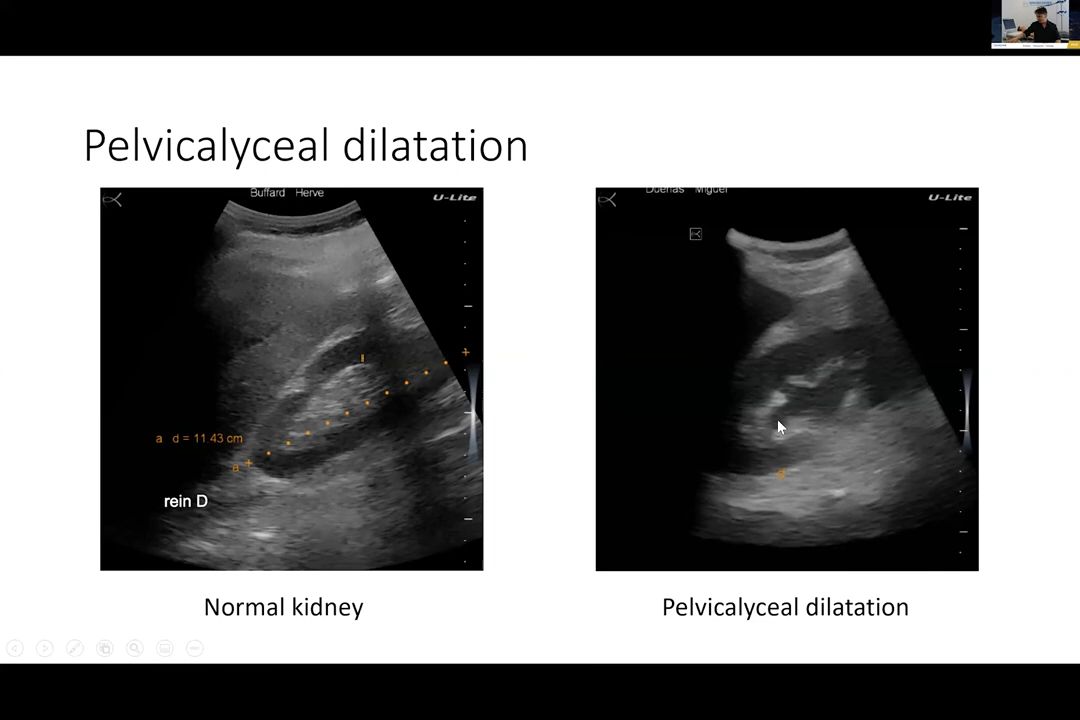 Pelvicalyceal dilatation
Buffard Herve
U-Lite
a d = 11 43 cm
a
rein D
Duenas Miguel
U-Lite
Normal kidney
Pelvicalyceal dilatation